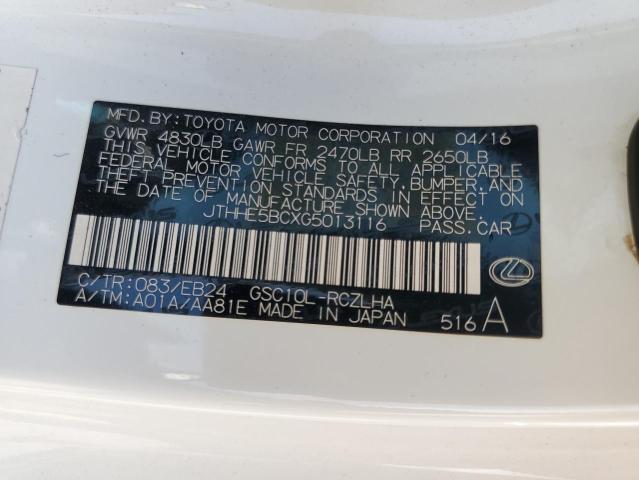 MFD.BY:TOYOTA MOTOR CORPORATION 04/16
GVWR 4830LB GAWR FR 2470LB RR 2650LB
THIS VEHICLE CONFORMS TO ALL APPLICABLE
FEDERAL MOTOR VEHICLE SAFETY,BUMPER,AND
THEFT PREVENTION STANDARDS IN EFFECT ON
THE DATE OF MANUFACTURE SHOWN ABOVE.
JTHHE5BCXG5013116 PASS.CAR
C/TR:083/EB24 GSC10L-RCZLHA
A/TM:A01A/AA81E MADE IN JAPAN 516 A